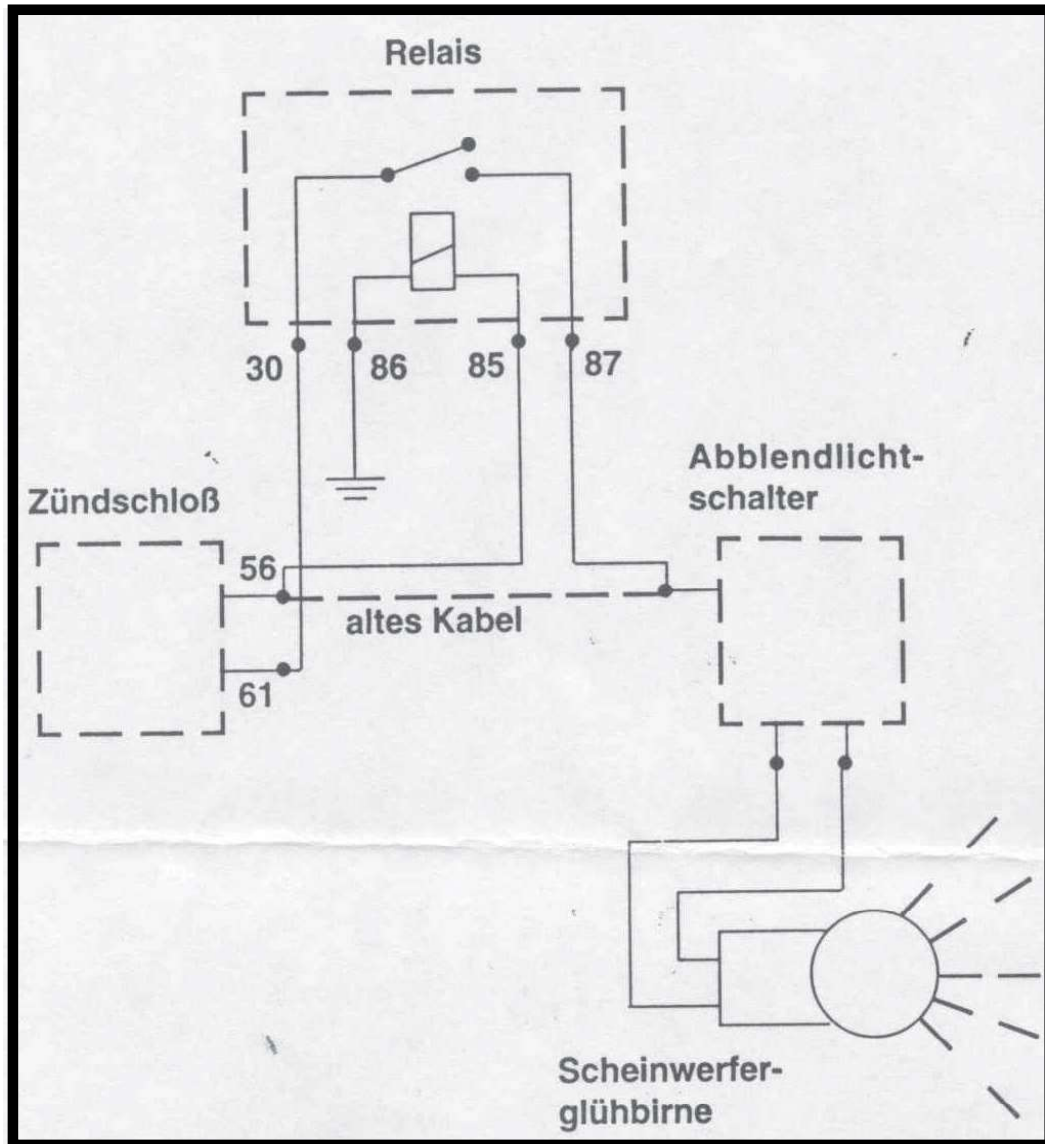 Relais
30
86
85
87
Abblendlicht-
schalter
Zündschloß
56
altes Kabel
61
Scheinwerfer-
glühbirne